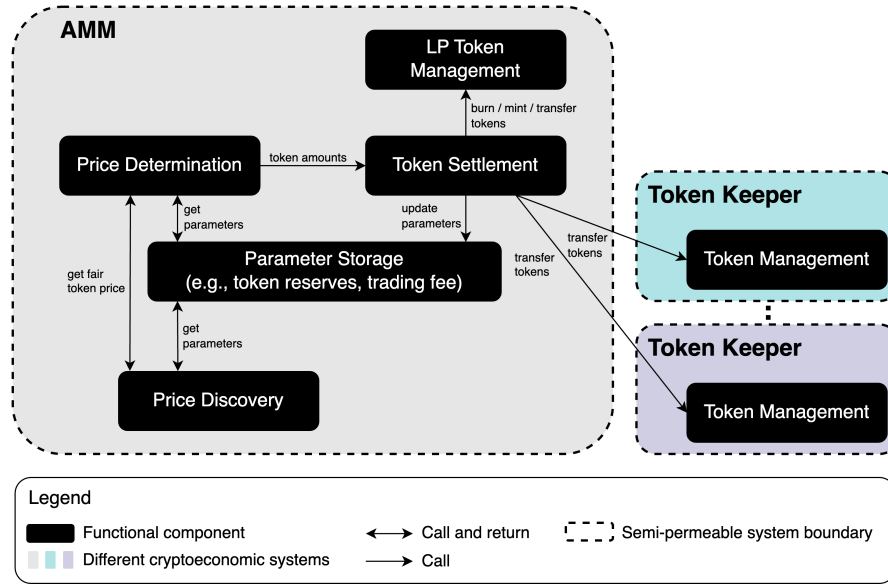 AMM
LP Token
Management
burn / mint / transfer
tokens
Price Determination
token amounts
Token Settlement
get
parameters
update
parameters
Parameter Storage
(e.g., token reserves, trading fee)
get fair
token price
get
parameters
Price Discovery
transfer
tokens
transfer
tokens
Token Keeper
Token Management
Token Keeper
Token Management
Legend
Functional component
Call and return
Semi-permeable system boundary
Different cryptoeconomic systems
Call